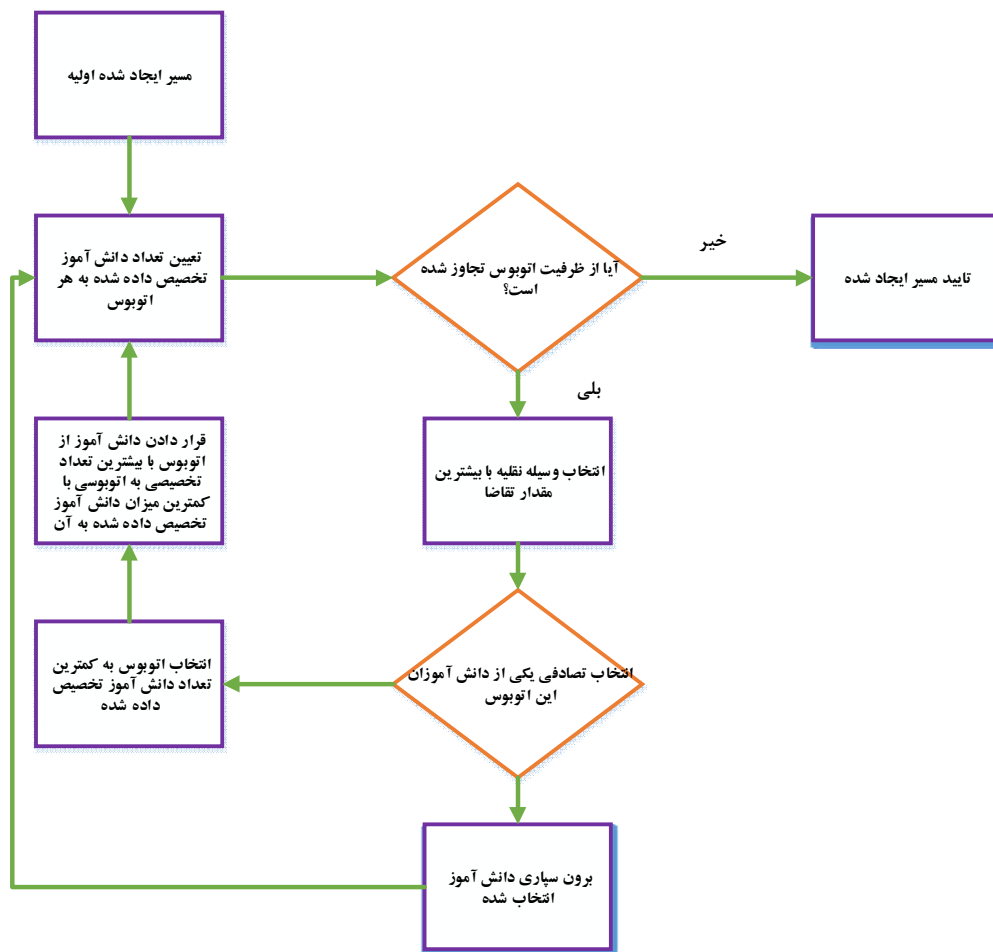 مسیر ایجاد شده اولیه
تعیین تعداد دانش آموز
تخصیص داده شده به هر
اتوبوس
آیا از ظرفیت اتوبوس تجاوز شده
است؟
خیر
تایید مسیر ایجاد شده
بلی
انتخاب وسیله نقلیه با بیشترین
مقدار تقاضا
قرار دادن دانش آموز از
اتوبوس با بیشترین تعداد
تخصیصی به اتوبوسی با
کمترین میزان دانش آموز
تخصیص داده شده به آن
انتخاب تصادفی یکی از دانش آموزان
این اتوبوس
انتخاب اتوبوس به کمترین
تعداد دانش آموز تخصیص
داده شده
برون سپاری دانش آموز
انتخاب شده